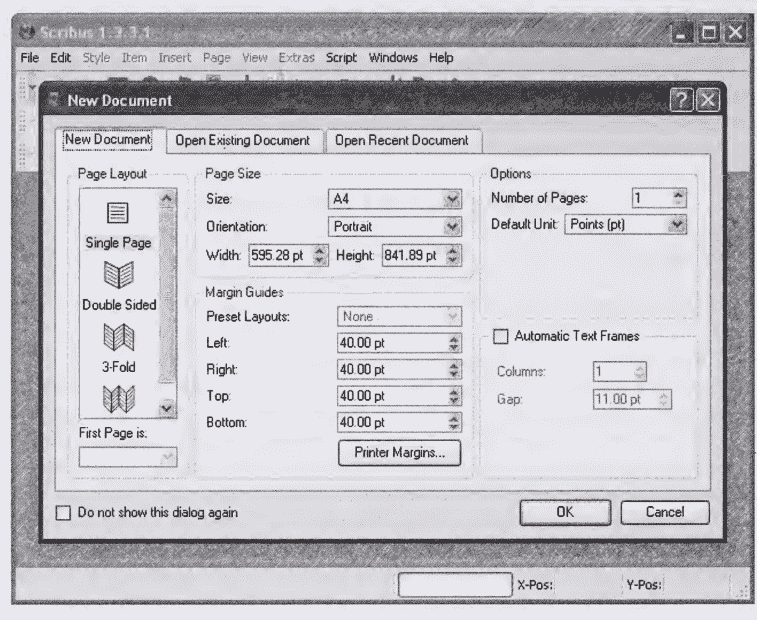 Scribus 1.3.3.1
File Edit Style Item Insert Page View Extras Script Windows Help
New Document
New Document Open Existing Document Open Recent Document
Page Layout
Single Page
Double Sided
3-Fold
First Page is:
Page Size
Size: A4
Orientation: Portrait
Width: 595.28 pt Height: 841.89 pt
Margin Guides
Preset Layouts: None
Left: 40.00 pt
Right: 40.00 pt
Top: 40.00 pt
Bottom: 40.00 pt
Printer Margins...
Options
Number of Pages: 1
Default Unit: Points (pt)
Automatic Text Frames
Columns: 1
Gap: 11.00 pt
Do not show this dialog again
OK Cancel
X-Pos: Y-Pos: